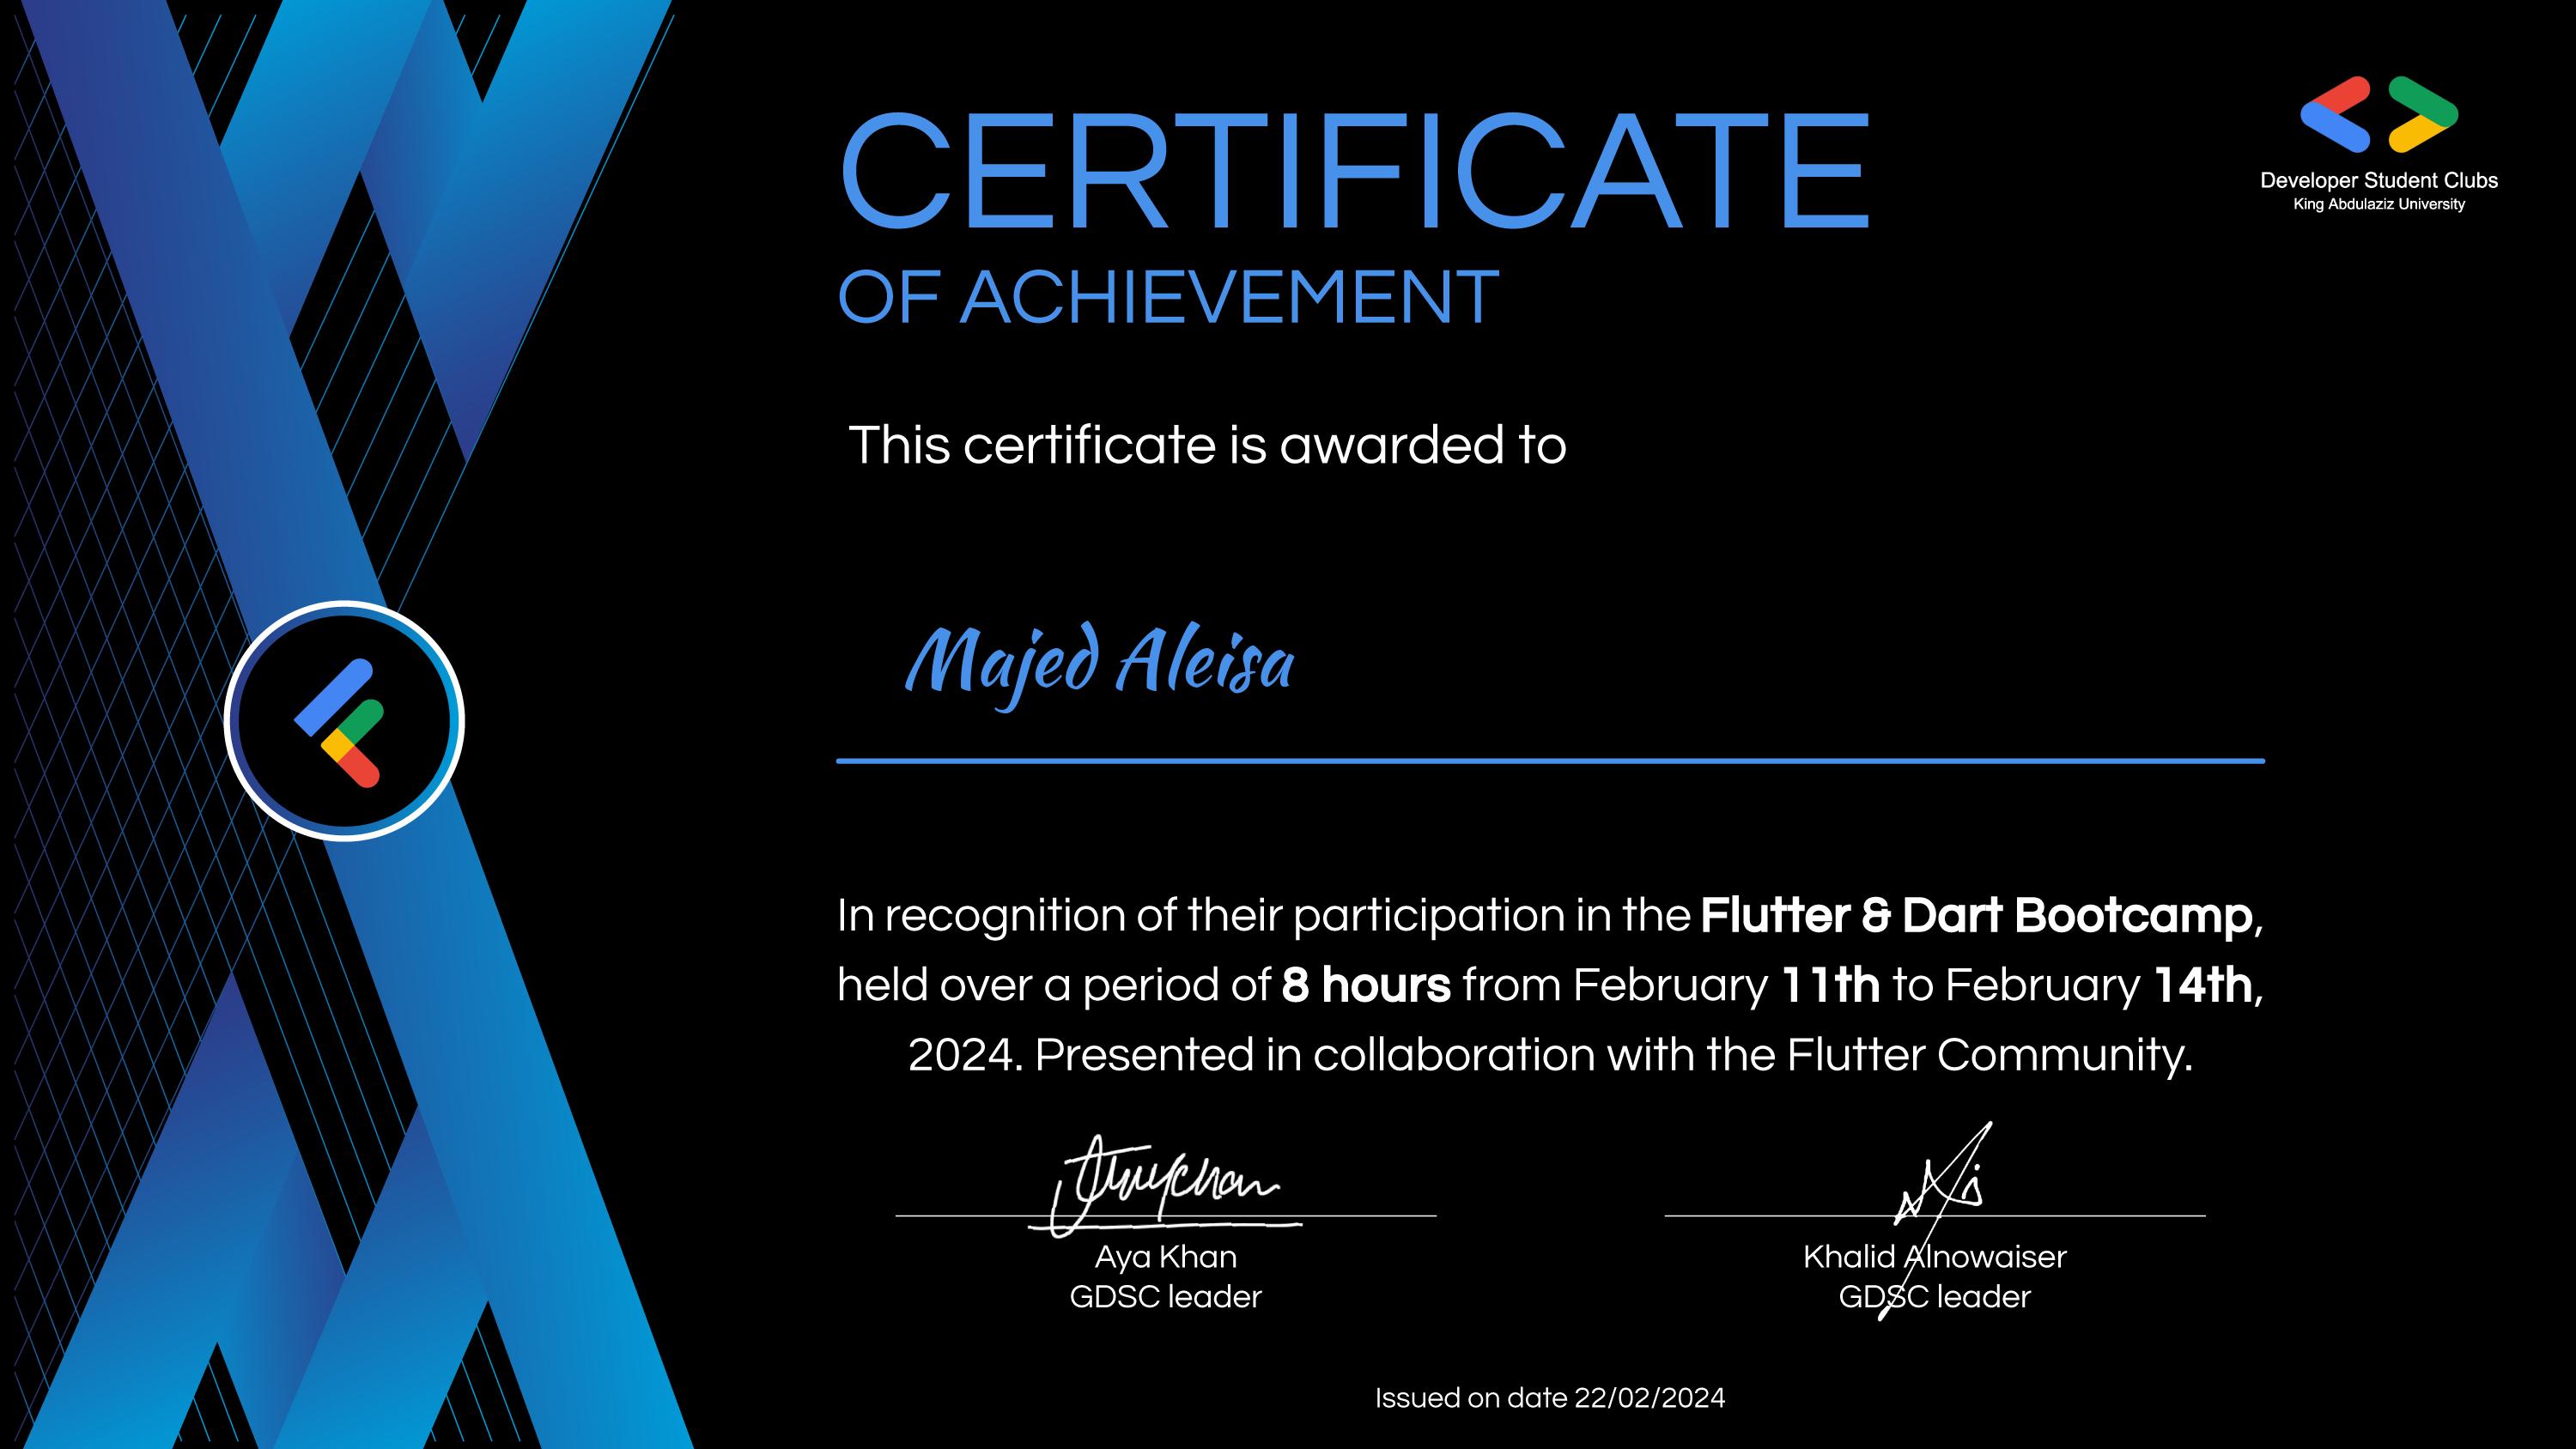 CERTIFICATE
OF ACHIEVEMENT
Developer Student Clubs
King Abdulaziz University
This certificate is awarded to
Majed Aleisa
In recognition of their participation in the Flutter & Dart Bootcamp,
held over a period of 8 hours from February 11th to February 14th,
2024. Presented in collaboration with the Flutter Community.
Aya Khan
GDSC leader
Khalid Alnowaiser
GDSC leader
Issued on date 22/02/2024